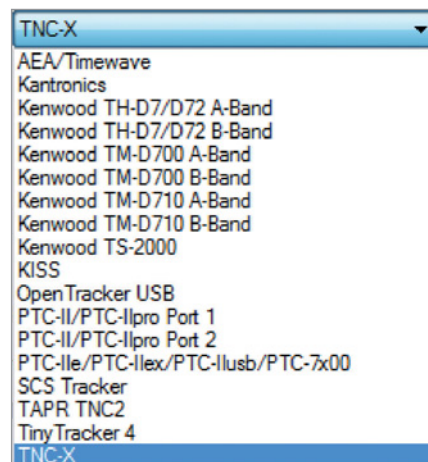 TNC-X
AEA/Timewave
Kantronics
Kenwood TH-D7/D72 A-Band
Kenwood TH-D7/D72 B-Band
Kenwood TM-D700 A-Band
Kenwood TM-D700 B-Band
Kenwood TM-D710 A-Band
Kenwood TM-D710 B-Band
Kenwood TS-2000
KISS
OpenTracker USB
PTC-II/PTC-IIpro Port 1
PTC-II/PTC-IIpro Port 2
PTC-IIe/PTC-IIex/PTC-IIusb/PTC-7x00
SCS Tracker
TAPR TNC2
TinyTracker 4
TNC-X